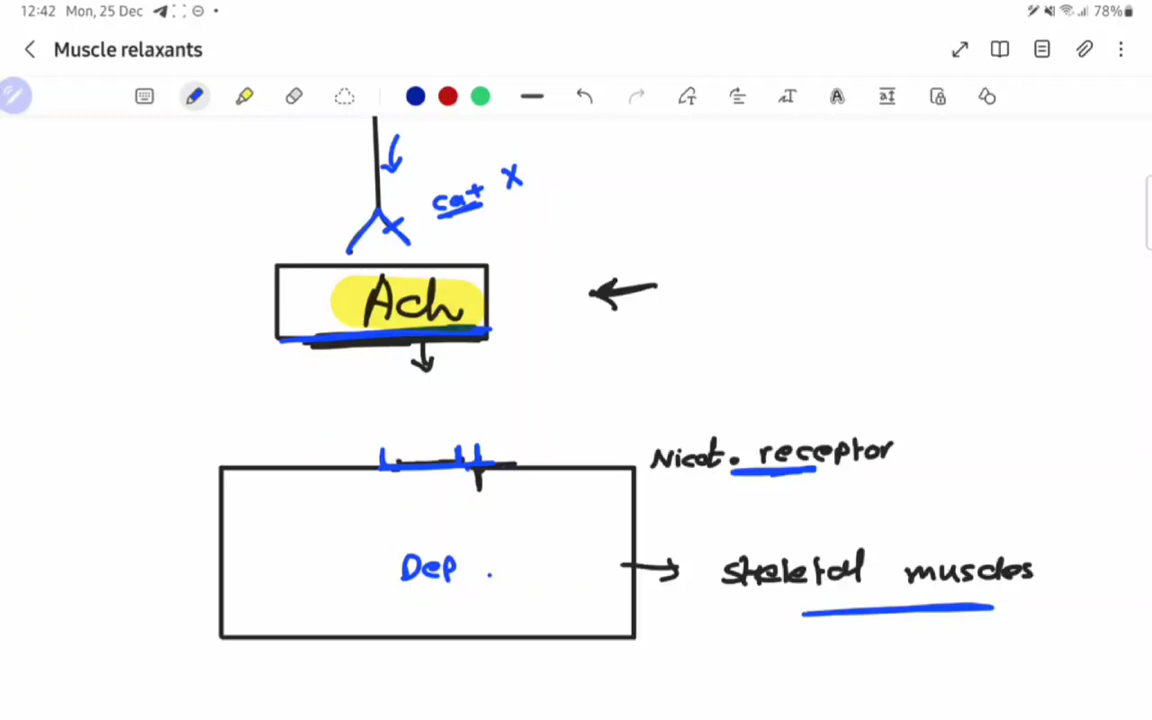 12:42 Mon, 25 Dec
78%
Muscle relaxants
ca+ x
Ach
Nicot. receptor
Dep.
skeletal muscles